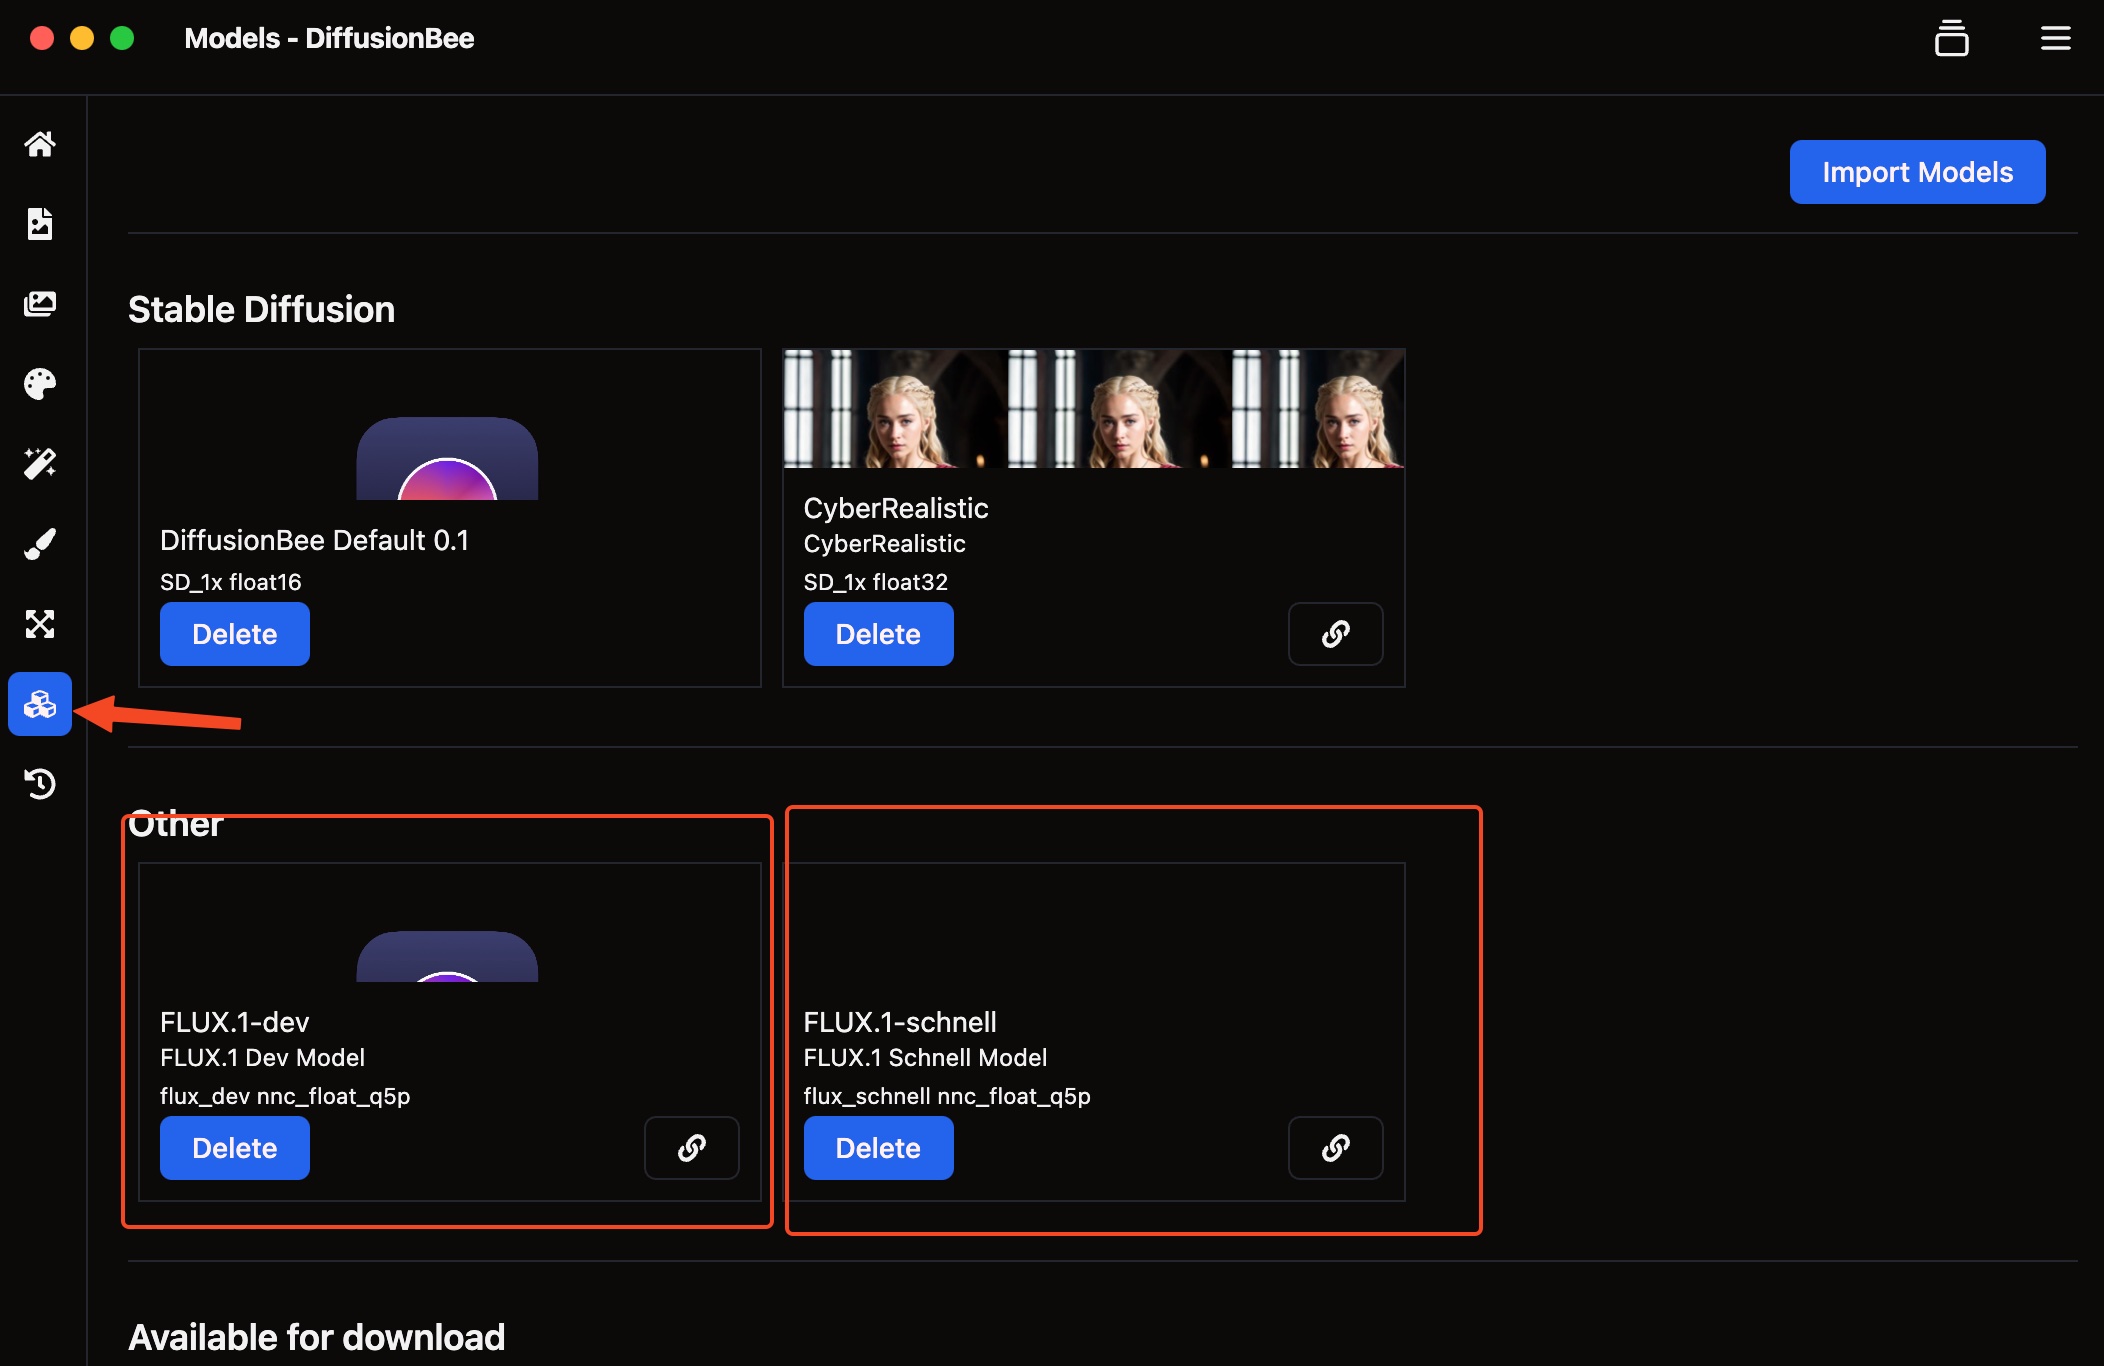 Models - DiffusionBee
Import Models
Stable Diffusion
DiffusionBee Default 0.1
SD_1x float16
Delete
CyberRealistic
CyberRealistic
SD_1x float32
Delete
Other
FLUX.1-dev
FLUX.1 Dev Model
flux_dev nnc_float_q5p
Delete
FLUX.1-schnell
FLUX.1 Schnell Model
flux_schnell nnc_float_q5p
Delete
Available for download